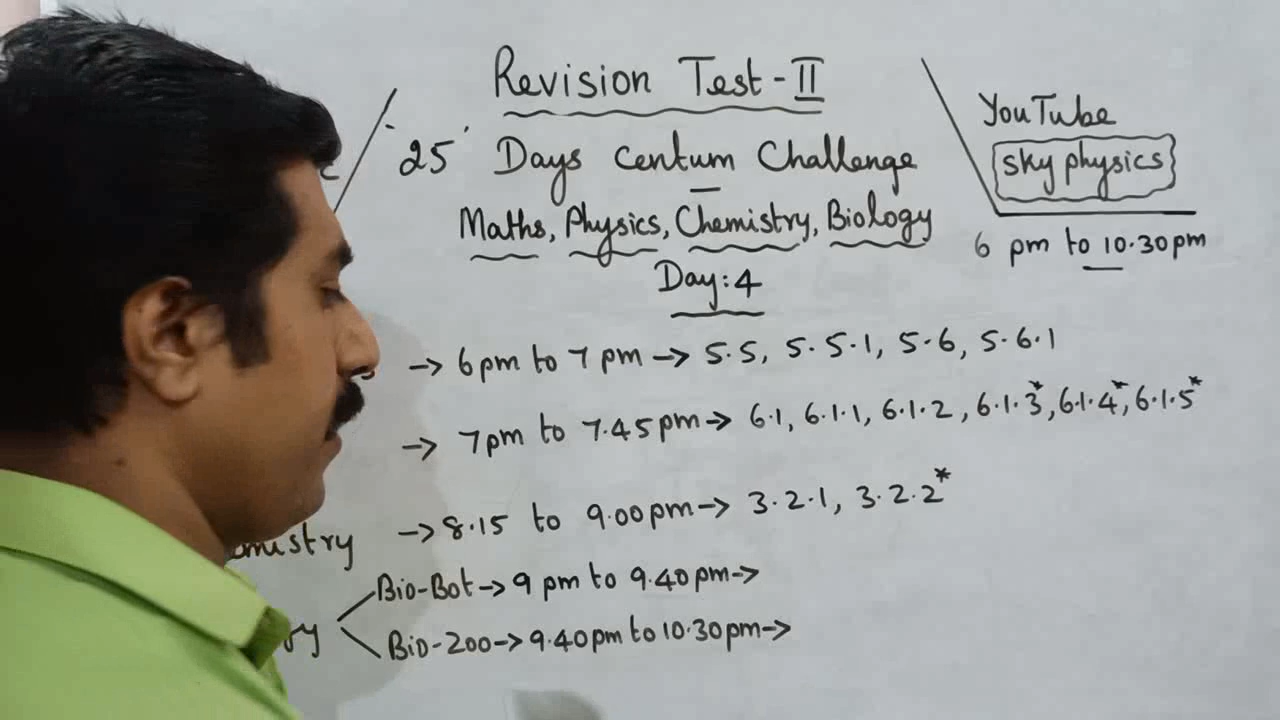 Revision Test - II
"25" Days Centum Challenge
Maths, Physics, Chemistry, Biology
Day: 4
YouTube
sky physics
6 pm to 10.30pm
→ 6pm to 7 pm → 5.5, 5.5.1, 5.6, 5.6.1
→ 7pm to 7.45pm → 6.1, 6.1.1, 6.1.2, 6.1.3*, 6.1.4*, 6.1.5*
→ 8.15 to 9.00pm → 3.2.1, 3.2.2*
Bio-Bot → 9 pm to 9.40pm →
Bio-Zoo → 9.40pm to 10.30pm →